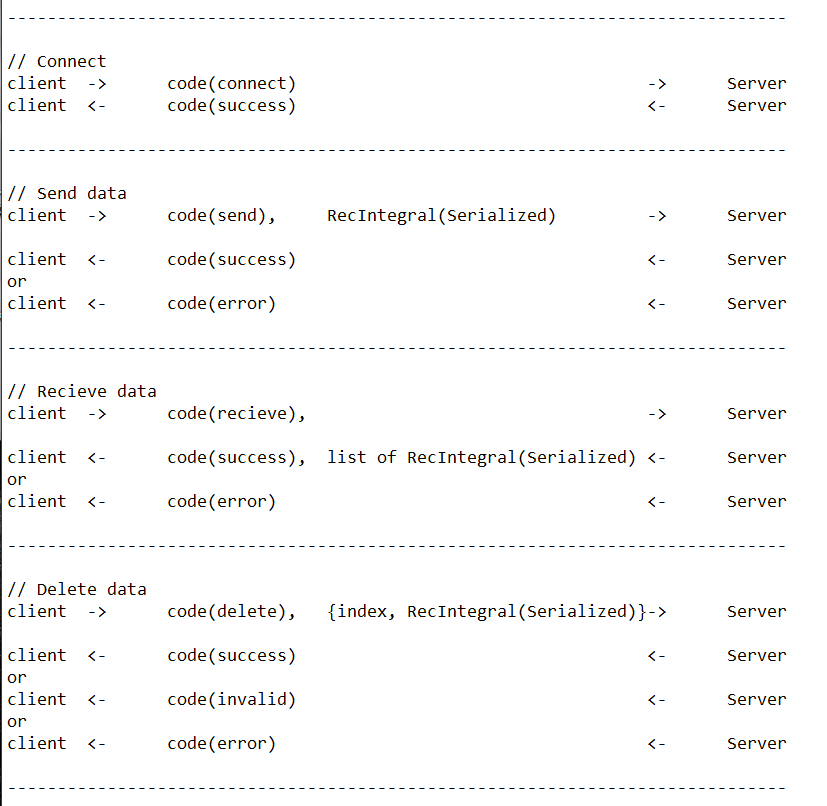 -------------------------------------------------------------------------------
// Connect
client  ->      code(connect)                                    ->      Server
client  <-      code(success)                                    <-      Server
-------------------------------------------------------------------------------
// Send data
client  ->      code(send),     RecIntegral(Serialized)          ->      Server
client  <-      code(success)                                    <-      Server
or
client  <-      code(error)                                      <-      Server
-------------------------------------------------------------------------------
// Recieve data
client  ->      code(recieve),                                   ->      Server
client  <-      code(success),  list of RecIntegral(Serialized) <-       Server
or
client  <-      code(error)                                      <-      Server
-------------------------------------------------------------------------------
// Delete data
client  ->      code(delete),   {index, RecIntegral(Serialized)}->      Server
client  <-      code(success)                                    <-      Server
or
client  <-      code(invalid)                                    <-      Server
or
client  <-      code(error)                                      <-      Server
-------------------------------------------------------------------------------